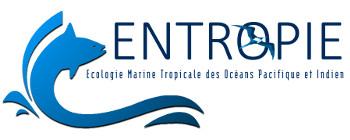 ENTROPIE
Ecologie Marine Tropicale des Océans Pacifique et Indien